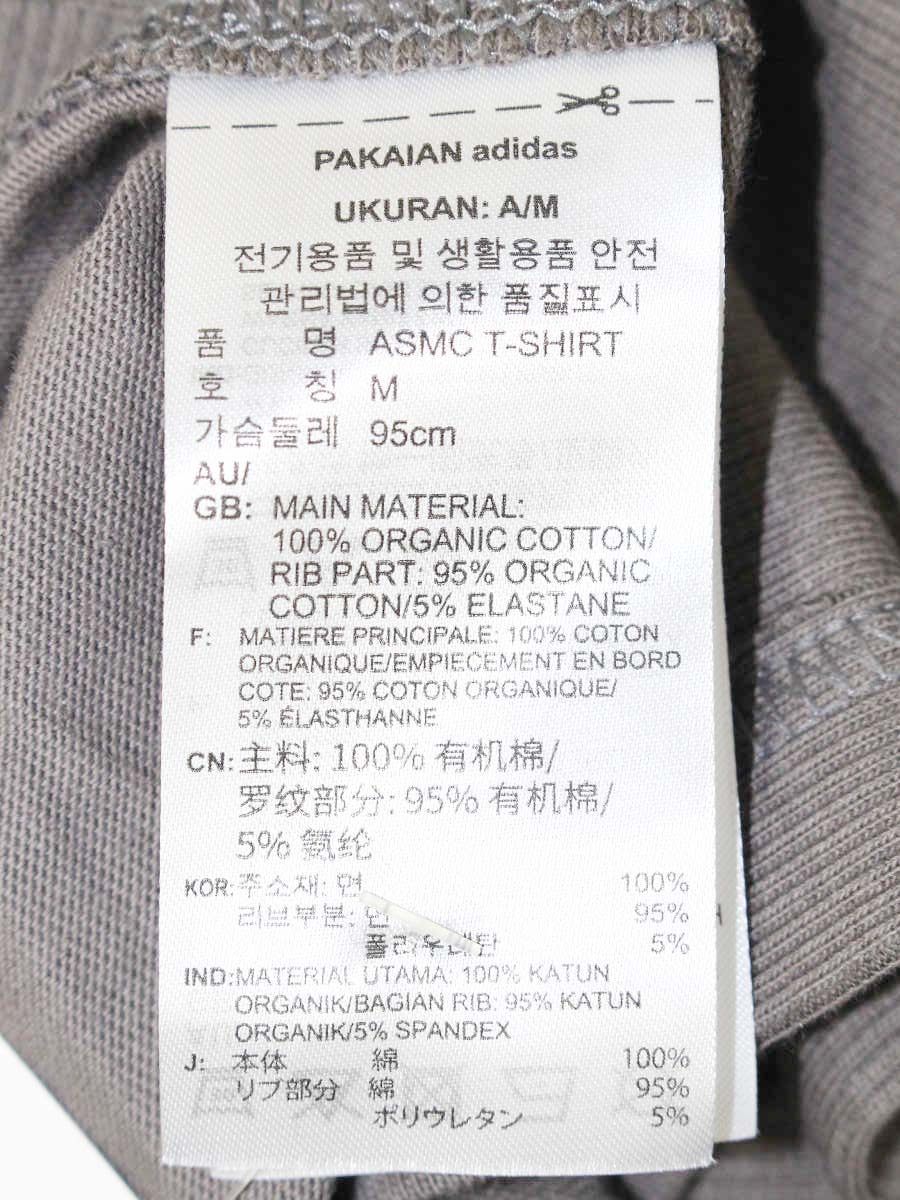 PAKAIAN adidas
UKURAN: A/M
전기용품 및 생활용품 안전
관리법에 의한 품질표시
품 명 ASMC T-SHIRT
호 칭 M
가슴둘레 95cm
AU/
GB: MAIN MATERIAL:
100% ORGANIC COTTON/
RIB PART: 95% ORGANIC
COTTON/5% ELASTANE
F: MATIERE PRINCIPALE: 100% COTON
ORGANIQUE/EMPIECEMENT EN BORD
COTE: 95% COTON ORGANIQUE/
5% ÉLASTHANNE
CN: 主料: 100% 有机棉/
罗纹部分: 95% 有机棉/
5% 氨纶
KOR: 주소재: 면 100%
리브부분: 면 95%
폴리우레탄 5%
IND: MATERIAL UTAMA: 100% KATUN
ORGANIK/BAGIAN RIB: 95% KATUN
ORGANIK/5% SPANDEX
J: 本体 綿 100%
リブ部分 綿 95%
ポリウレタン 5%